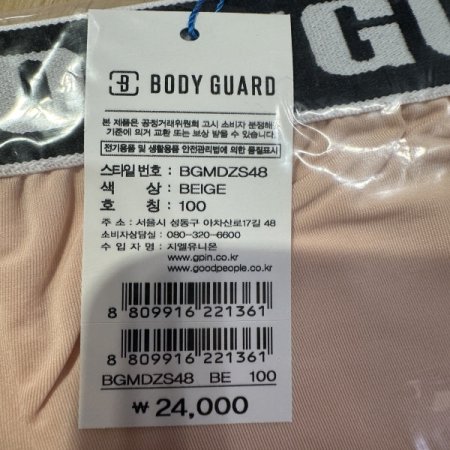 GU
BODY GUARD
본 제품은 공정거래위원회 고시 소비자 분쟁해결
기준에 의거 교환 또는 보상 받을 수 있습니다.
전기용품 및 생활용품 안전관리법에 의한 품질표시
스타일 번호 : BGMDZS48
색 상 : BEIGE
호 칭 : 100
주 소 : 서울시 성동구 아차산로17길 48
소비자상담실 : 080-320-6600
수 입 자 명 : 지엘유니온
www.gpin.co.kr
www.goodpeople.co.kr
8 809916 221361
8 809916 221361
BGMDZS48 BE 100
₩ 24,000